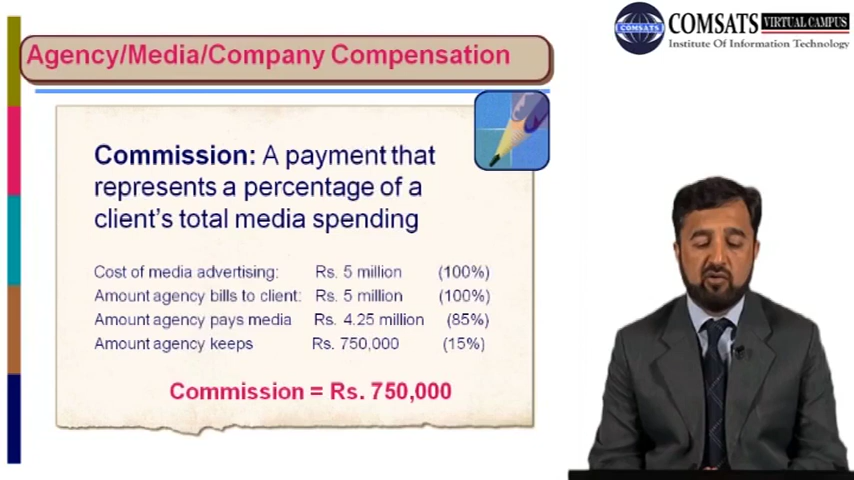 Agency/Media/Company Compensation
COMSATS VIRTUAL CAMPUS
Institute Of Information Technology
Commission: A payment that
represents a percentage of a
client's total media spending
Cost of media advertising: Rs. 5 million (100%)
Amount agency bills to client: Rs. 5 million (100%)
Amount agency pays media Rs. 4.25 million (85%)
Amount agency keeps Rs. 750,000 (15%)
Commission = Rs. 750,000